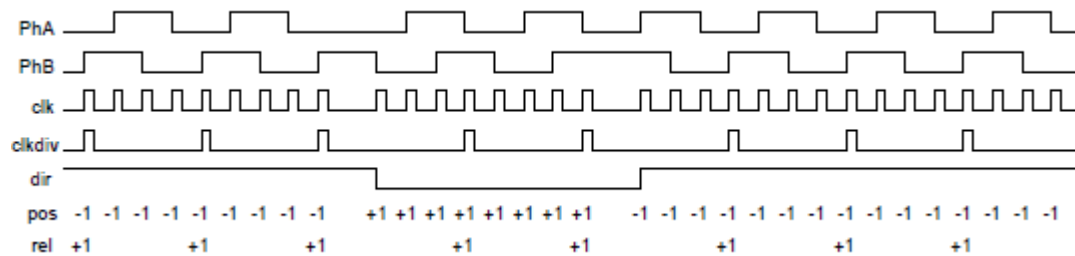 PhA
PhB
clk
clkdiv
dir
pos -1 -1 -1 -1 -1 -1 -1 -1 -1 +1 +1 +1 +1 +1 +1 +1 +1 -1 -1 -1 -1 -1 -1 -1 -1 -1 -1 -1 -1 -1 -1 -1
rel +1 +1 +1 +1 +1 +1 +1 +1